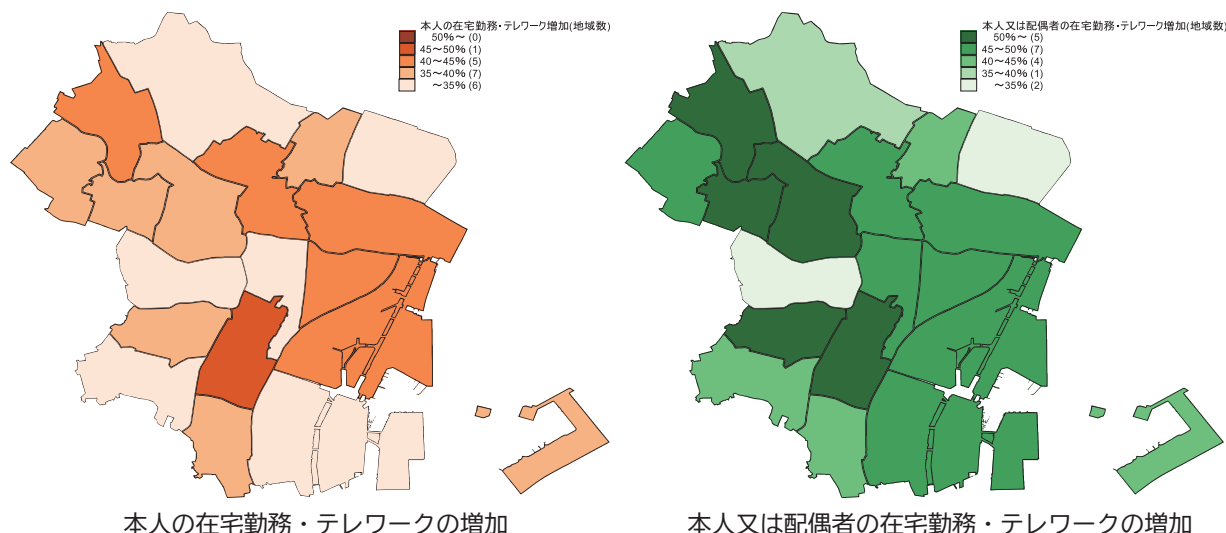 本人の在宅勤務・テレワーク増加(地域数)
50%～ (0)
45～50% (1)
40～45% (5)
35～40% (7)
～35% (6)
本人又は配偶者の在宅勤務・テレワーク増加(地域数)
50%～ (5)
45～50% (7)
40～45% (4)
35～40% (1)
～35% (2)
本人の在宅勤務・テレワークの増加
本人又は配偶者の在宅勤務・テレワークの増加